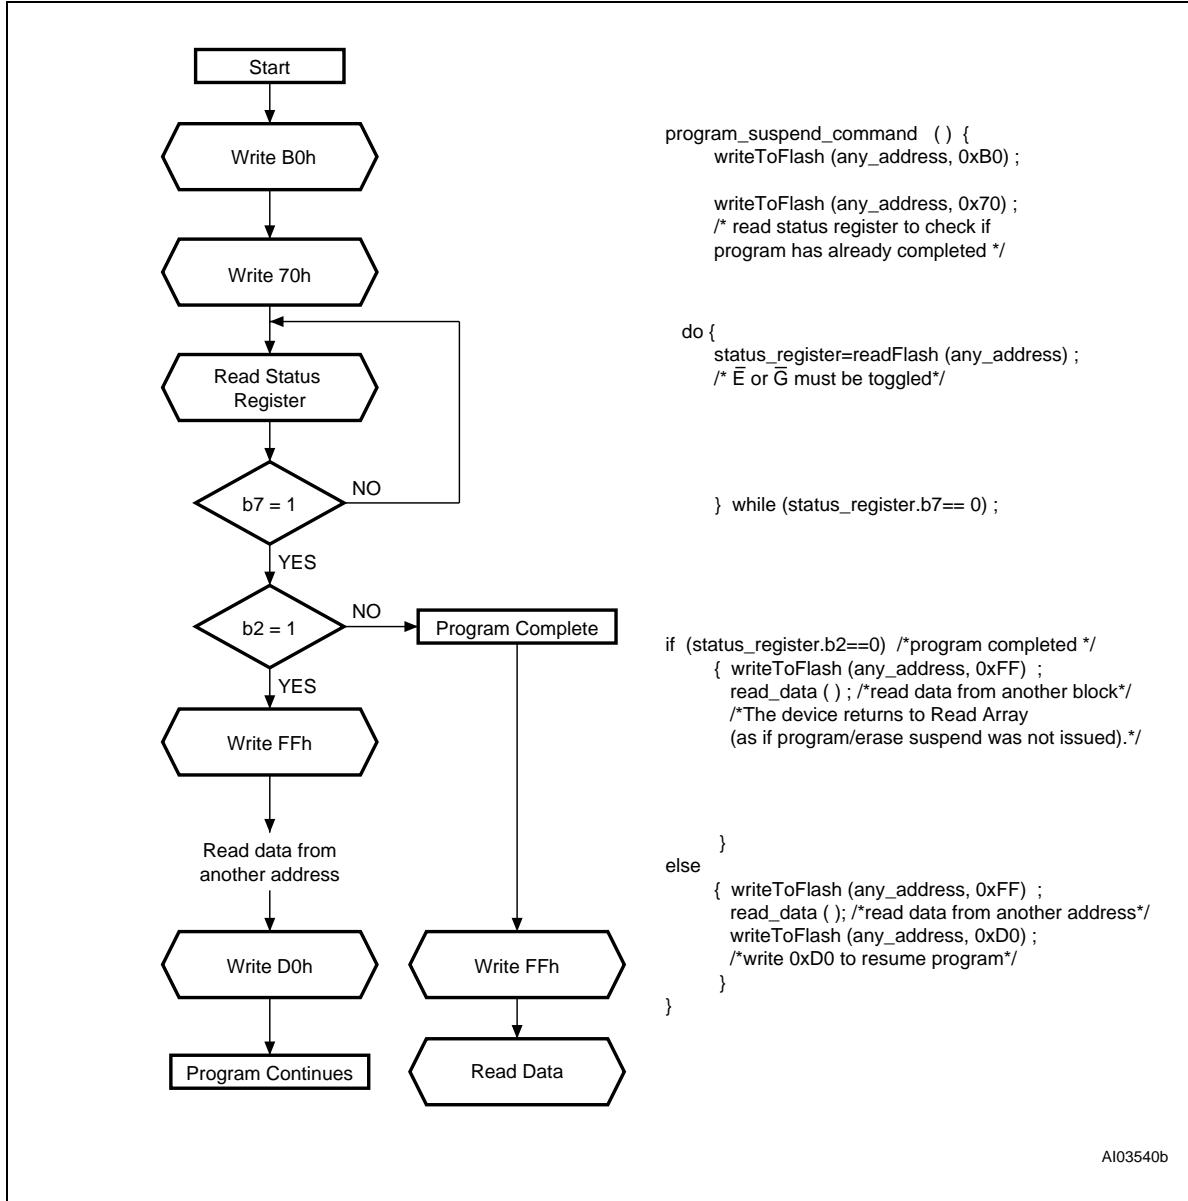 Start
Write B0h
Write 70h
Read Status
Register
b7 = 1
NO
YES
b2 = 1
NO
Program Complete
YES
Write FFh
Read data from
another address
Write D0h
Write FFh
Program Continues
Read Data
program_suspend_command ( ) {
writeToFlash (any_address, 0xB0) ;
writeToFlash (any_address, 0x70) ;
/* read status register to check if
program has already completed */
do {
status_register=readFlash (any_address) ;
/* E̅ or G̅ must be toggled*/
} while (status_register.b7== 0) ;
if (status_register.b2==0) /*program completed */
{ writeToFlash (any_address, 0xFF) ;
read_data ( ) ; /*read data from another block*/
/*The device returns to Read Array
(as if program/erase suspend was not issued).*/
}
else
{ writeToFlash (any_address, 0xFF) ;
read_data ( ); /*read data from another address*/
writeToFlash (any_address, 0xD0) ;
/*write 0xD0 to resume program*/
}
}
AI03540b